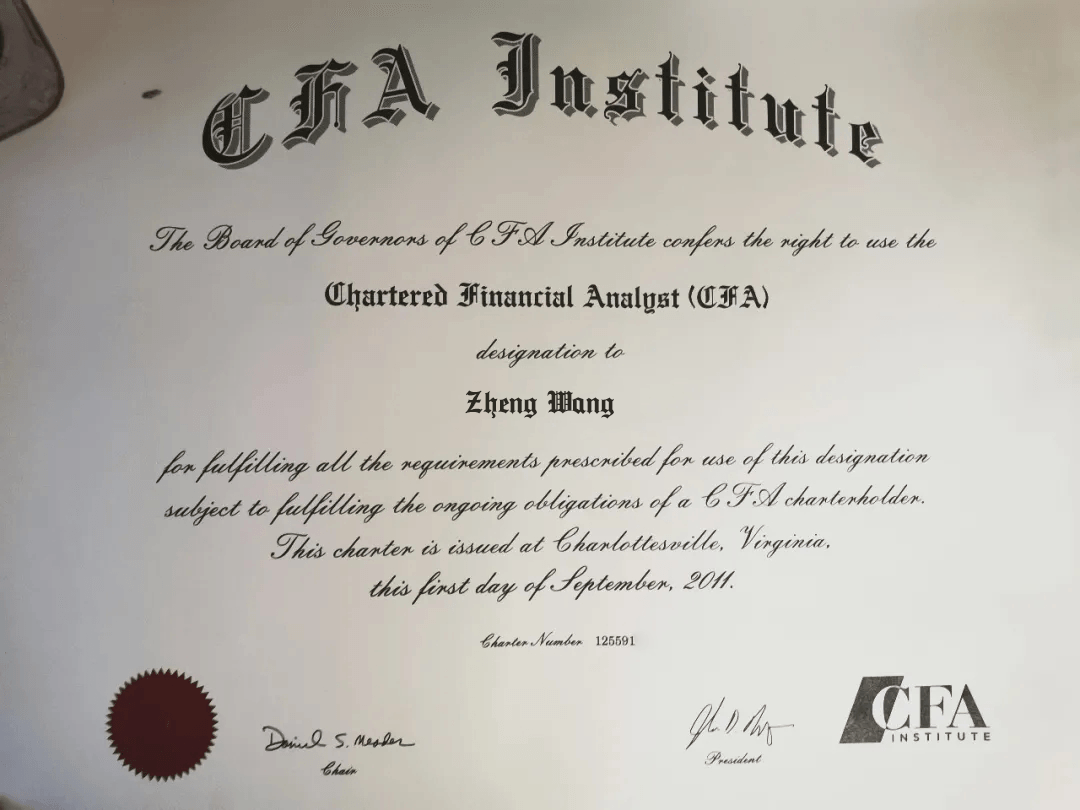 CFA Institute
The Board of Governors of CFA Institute confers the right to use the
Chartered Financial Analyst (CFA)
designation to
Zheng Wang
for fulfilling all the requirements prescribed for use of this designation
subject to fulfilling the ongoing obligations of a CFA charterholder.
This charter is issued at Charlottesville, Virginia,
this first day of September, 2011.
Charter Number 125591
Daniel S. Meader
Chair
President
CFA
INSTITUTE